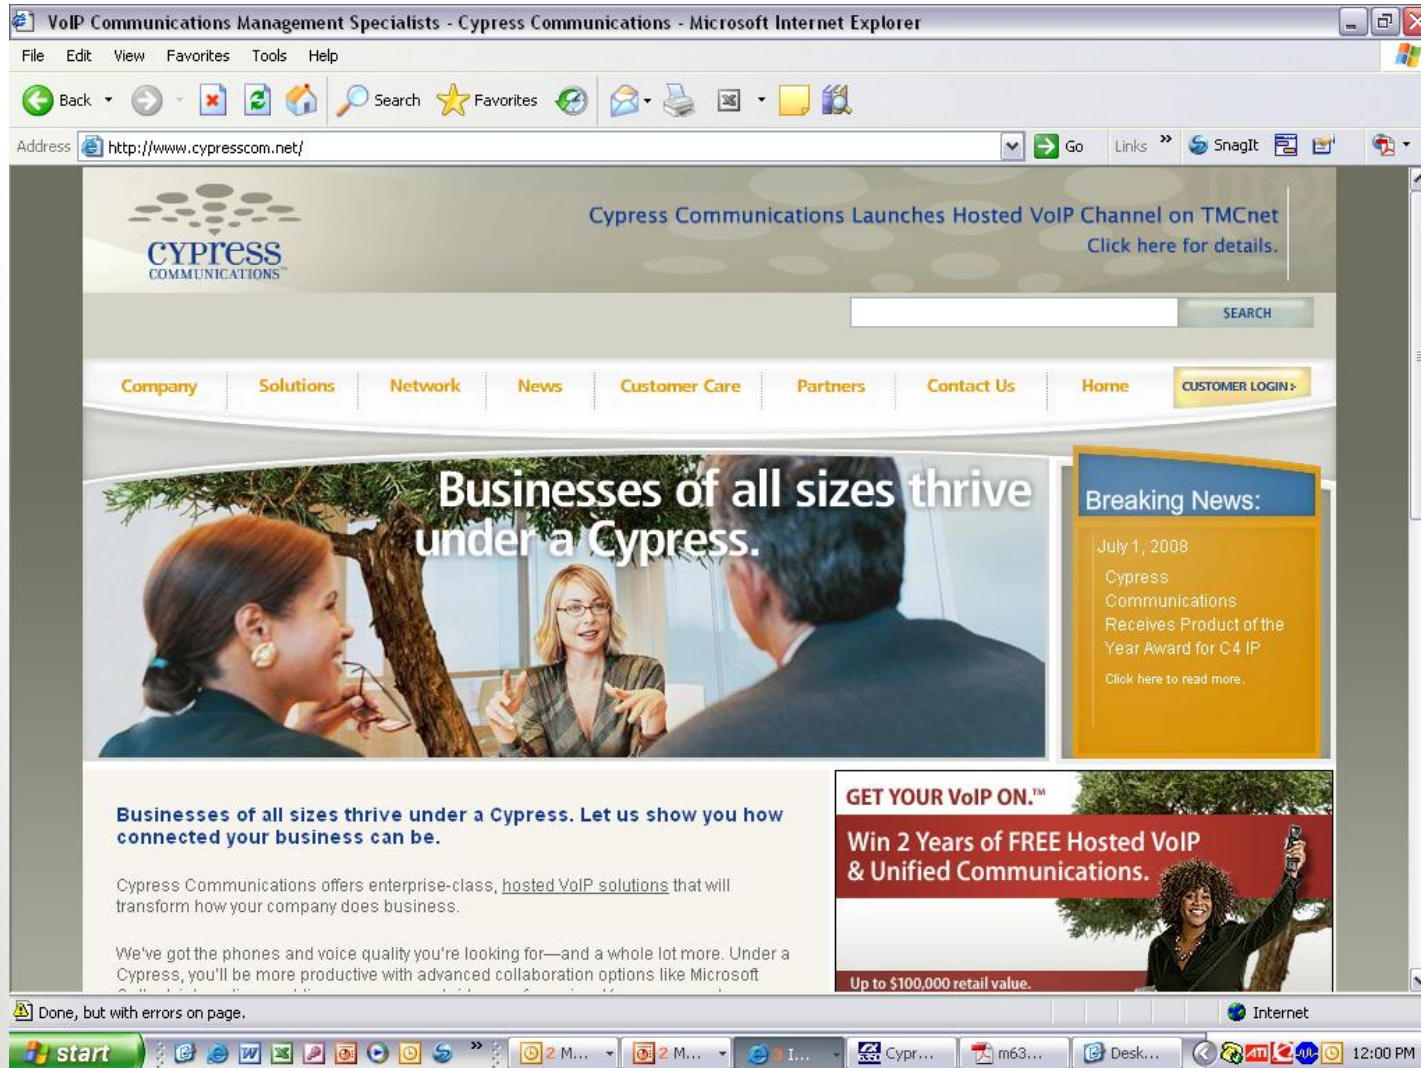 VoIP Communications Management Specialists - Cypress Communications - Microsoft Internet Explorer
File Edit View Favorites Tools Help
Back Search Favorites
Address http://www.cypresscom.net/ Go Links » SnagIt
Cypress Communications Launches Hosted VoIP Channel on TMCnet
Click here for details.
CYPRESS
COMMUNICATIONS™
SEARCH
Company Solutions Network News Customer Care Partners Contact Us Home CUSTOMER LOGIN
Businesses of all sizes thrive
under a Cypress.
Breaking News:
July 1, 2008
Cypress
Communications
Receives Product of the
Year Award for C4 IP
Click here to read more.
Businesses of all sizes thrive under a Cypress. Let us show you how
connected your business can be.
Cypress Communications offers enterprise-class, hosted VoIP solutions that will
transform how your company does business.
We've got the phones and voice quality you're looking for—and a whole lot more. Under a
Cypress, you'll be more productive with advanced collaboration options like Microsoft
GET YOUR VoIP ON.™
Win 2 Years of FREE Hosted VoIP
& Unified Communications.
Up to $100,000 retail value.
Done, but with errors on page. Internet
start » 2 M... 2 M... 3 I... Cypr... m63... Desk... ATI 12:00 PM